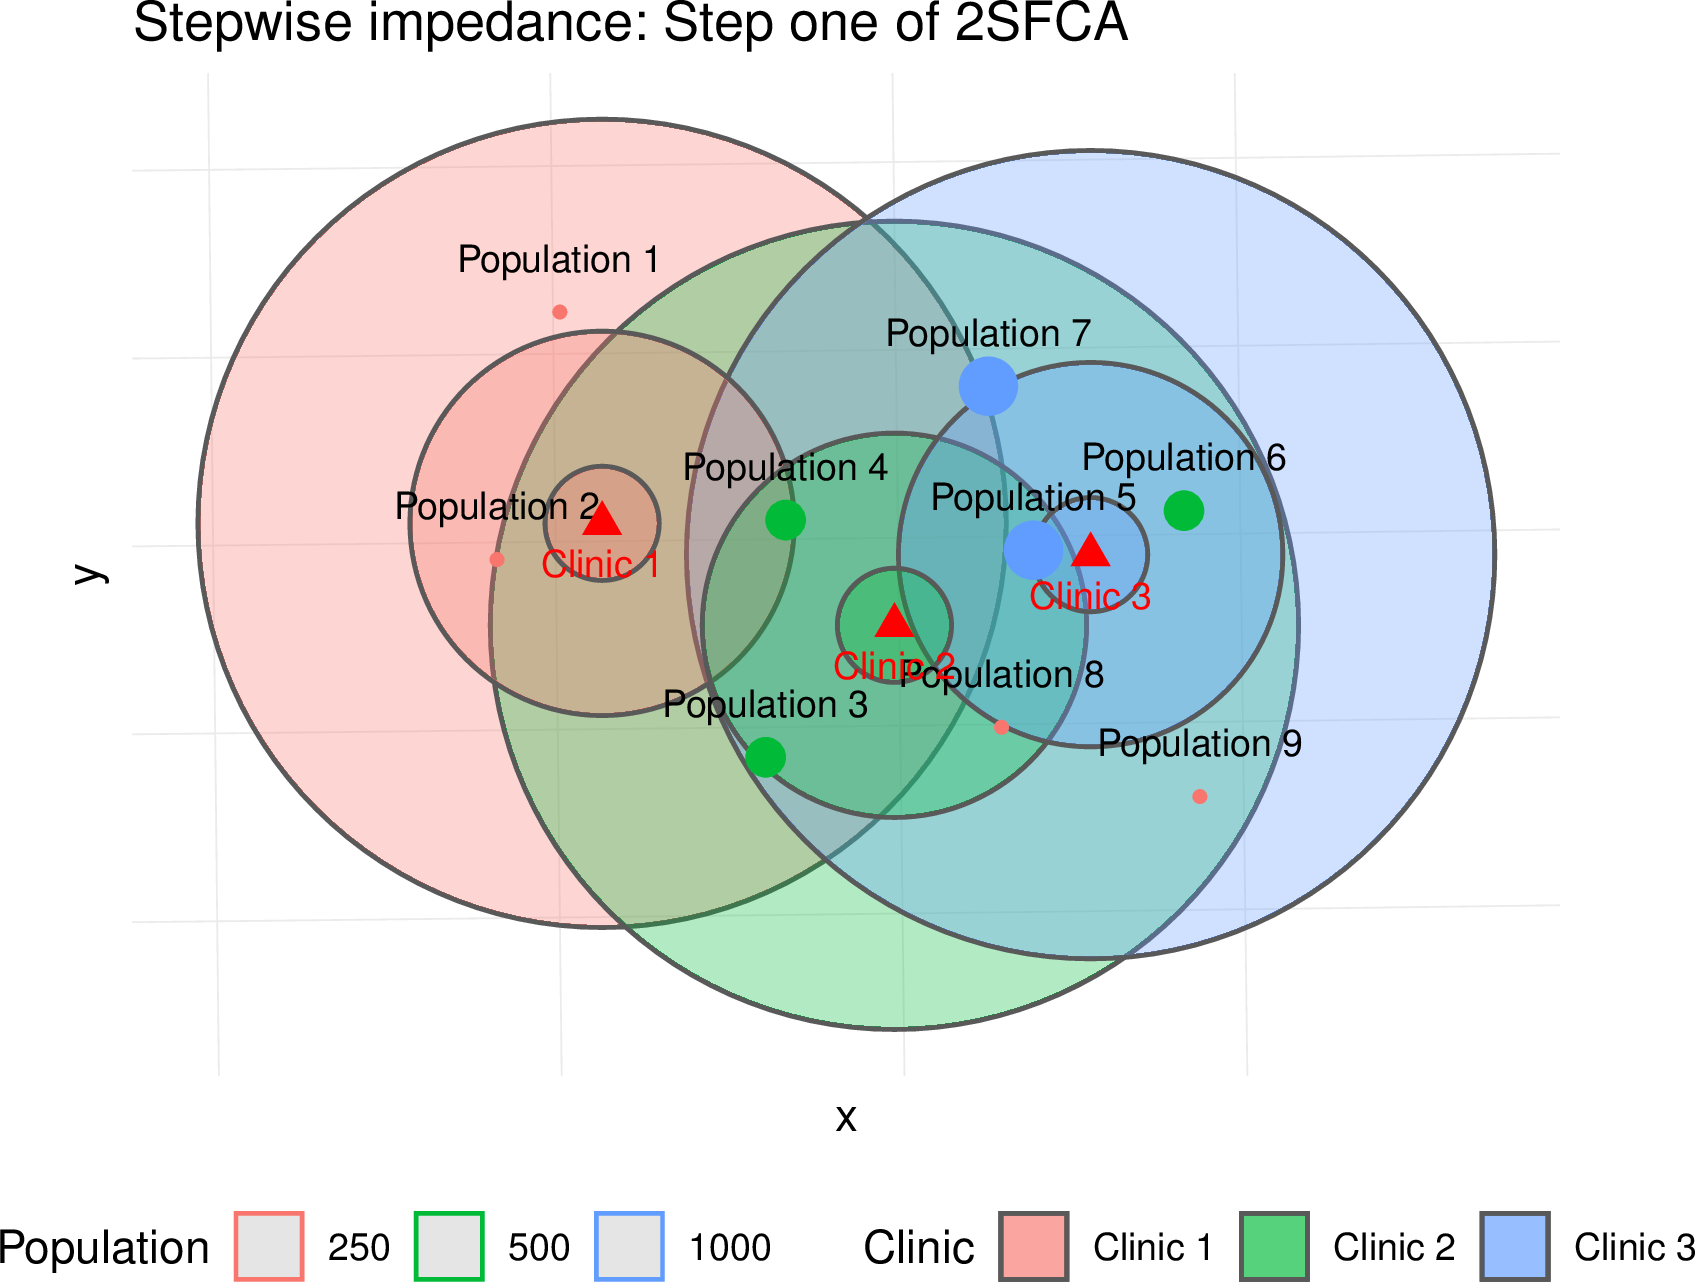 Stepwise impedance: Step one of 2SFCA
Population 1
Population 7
Population 6
Population 4
Population 5
Population 2
Clinic 1
Clinic 3
Clinic 2
Population 8
Population 3
Population 9
y
x
Population 250 500 1000 Clinic Clinic 1 Clinic 2 Clinic 3